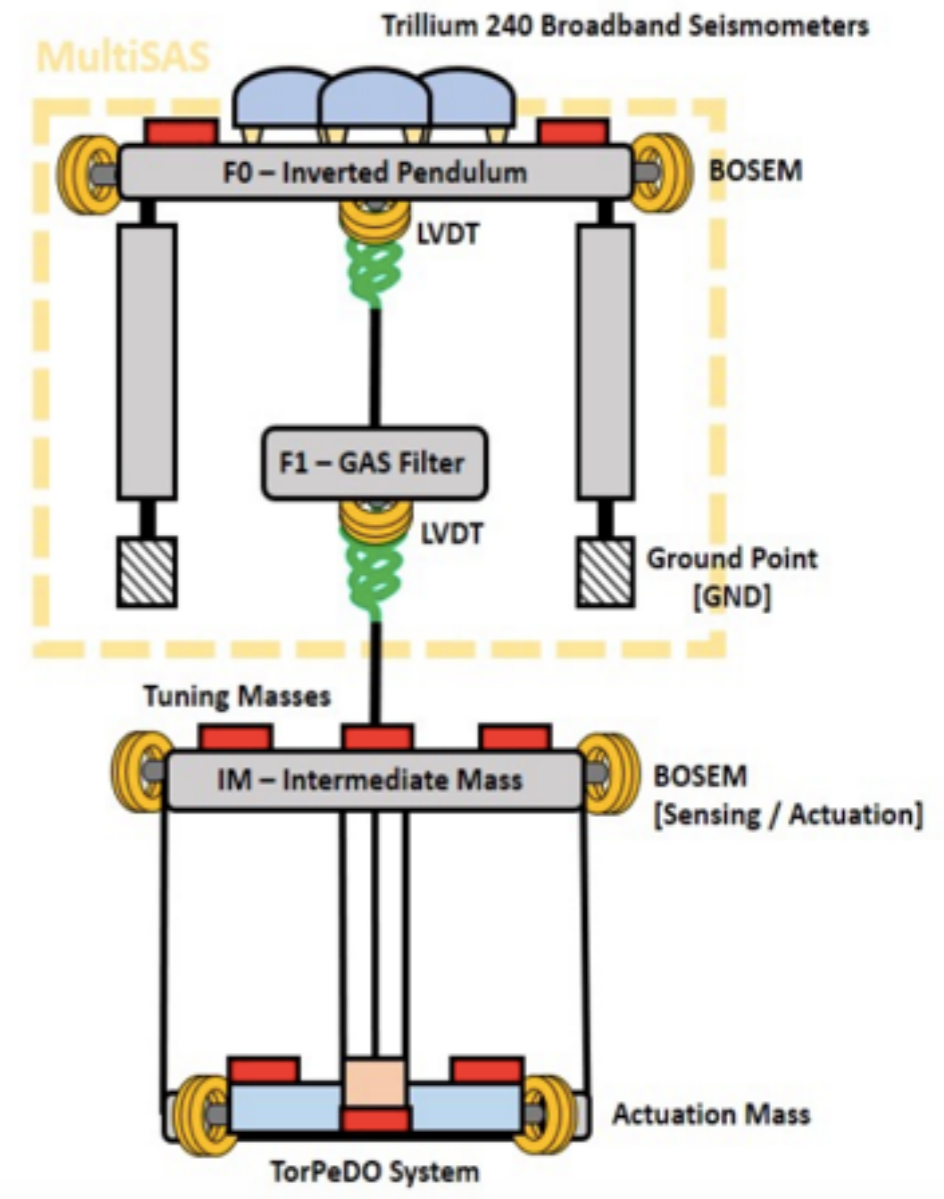 Trillium 240 Broadband Seismometers
MultiSAS
F0 – Inverted Pendulum
BOSEM
LVDT
F1 – GAS Filter
LVDT
Ground Point
[GND]
Tuning Masses
IM – Intermediate Mass
BOSEM
[Sensing / Actuation]
Actuation Mass
TorPeDO System